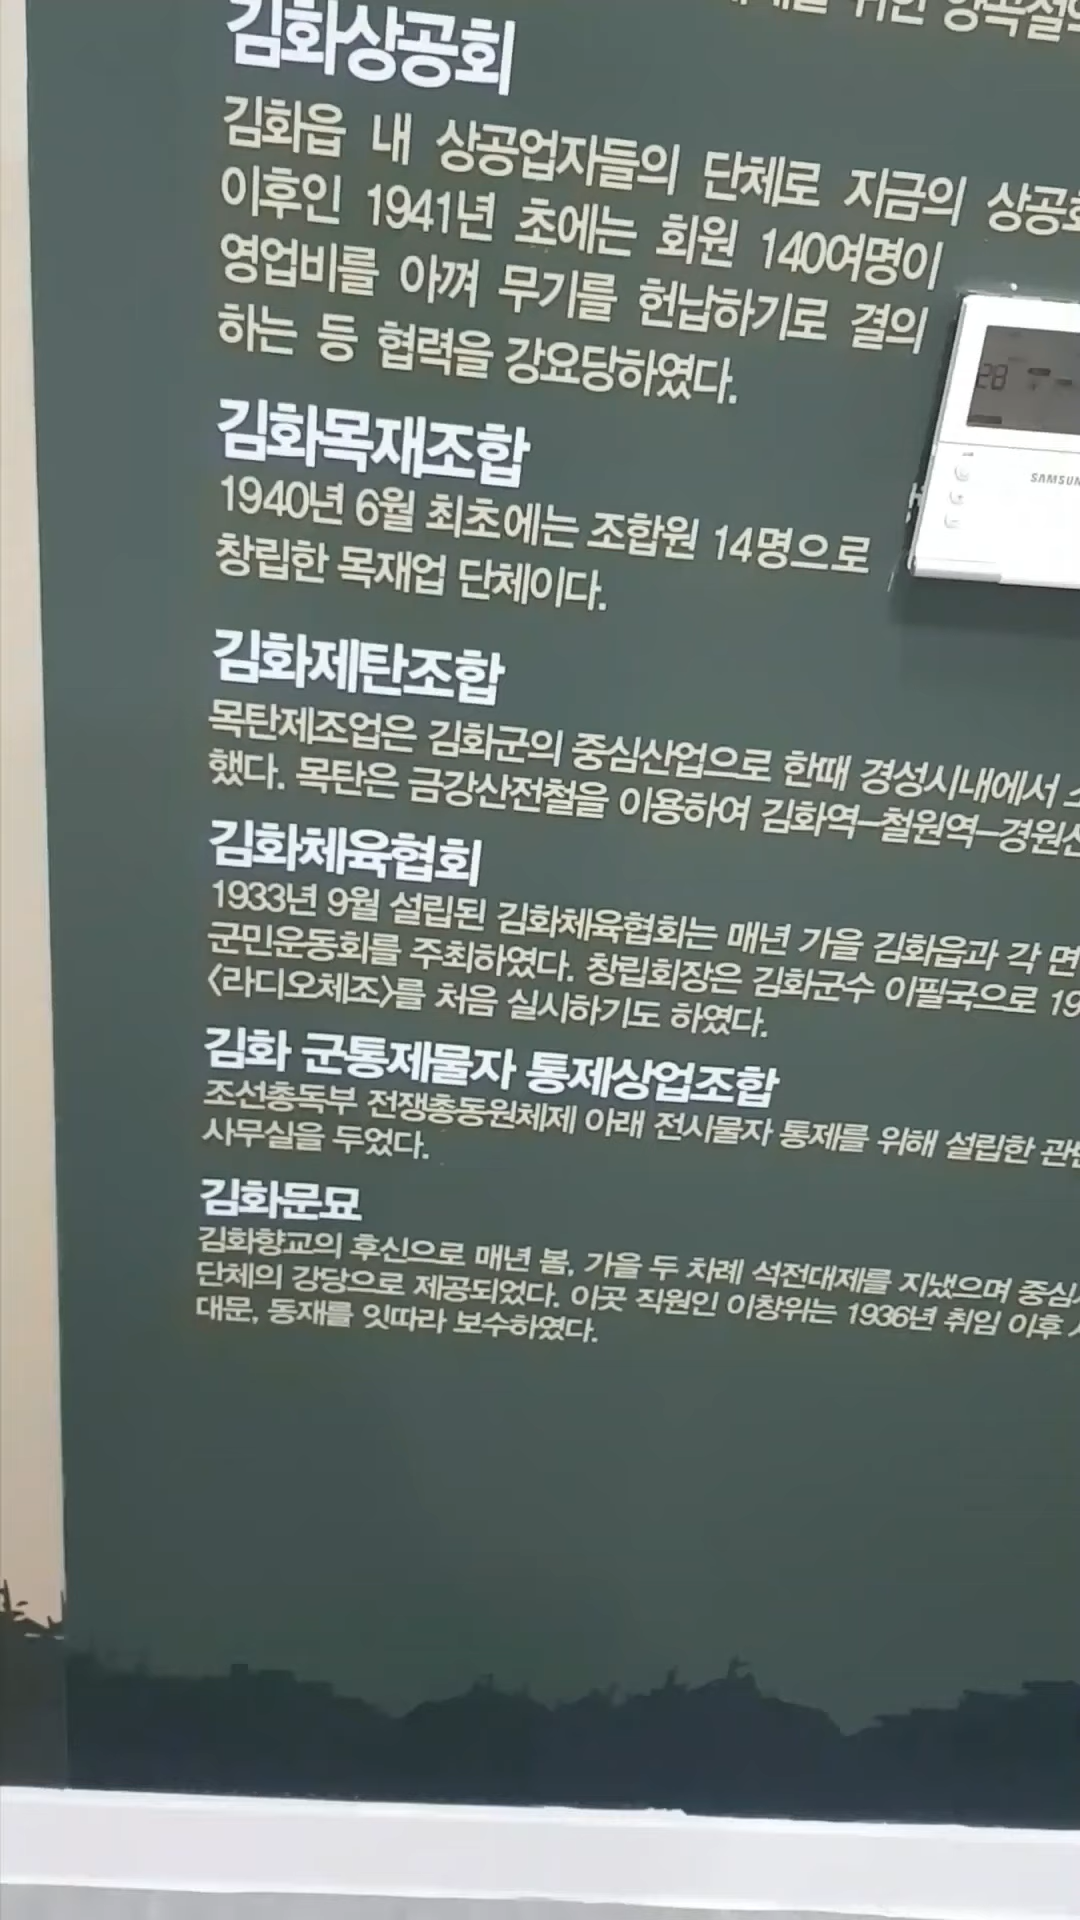 위한
김화상공회
김화읍 내 상공업자들의 단체로 지금의
이후인 1941년 초에는 회원 140여명이
영업비를 아껴 무기를 헌납하기로 결의
하는 등 협력을 강요당하였다.
28
SAMSUN
김화목재조합
1940년 6월 최초에는 조합원 14명으로
창립한 목재업 단체이다.
김화제탄조합
목탄제조업은 김화군의 중심산업으로 한때 경성시내에서
했다. 목탄은 금강산전철을 이용하여 김화역–철원역–경원선
김화체육협회
1933년 9월 설립된 김화체육협회는 매년 가을 김화읍과 각 면
군민운동회를 주최하였다. 창립회장은 김화군수 이필국으로 19
〈라디오체조〉를 처음 실시하기도 하였다.
김화 군통제물자 통제상업조합
조선총독부 전쟁총동원체제 아래 전시물자 통제를 위해 설립한
사무실을 두었다.
김화문묘
김화향교의 후신으로 매년 봄, 가을 두 차례 석전대제를 지냈으며 중심
단체의 강당으로 제공되었다. 이곳 직원인 이창위는 1936년 취임 이후
대문, 동재를 잇따라 보수하였다.